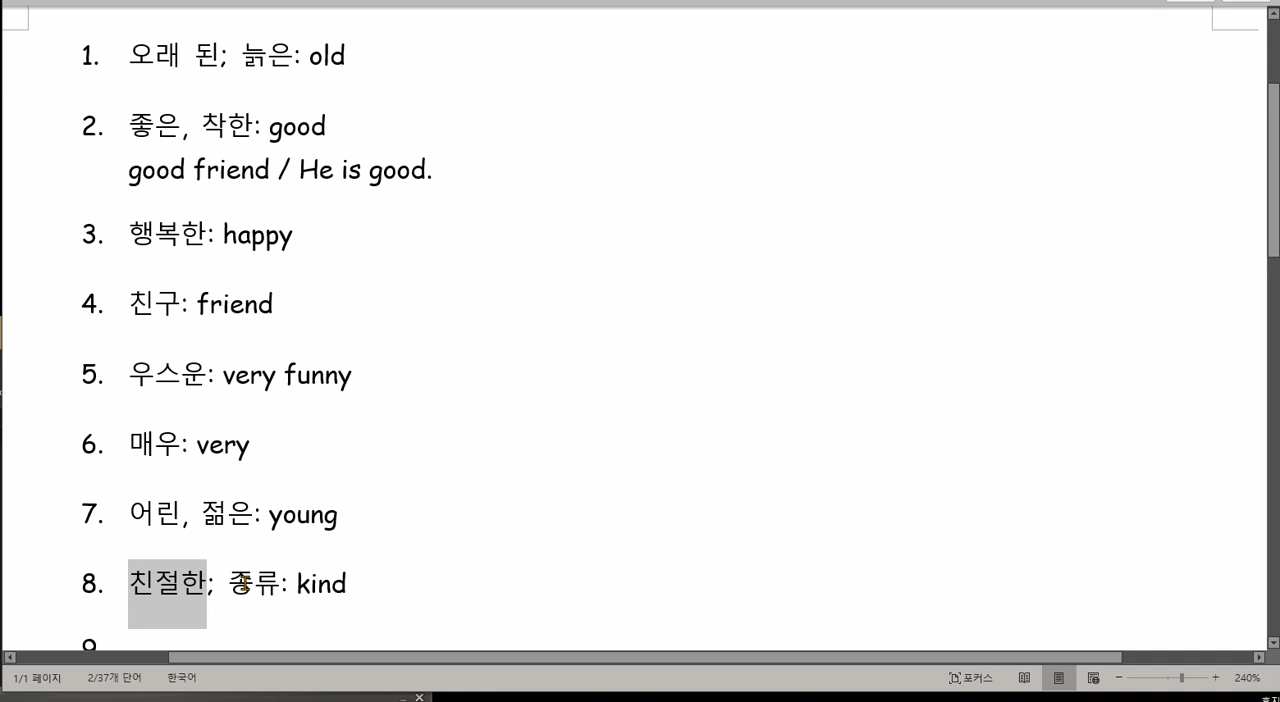 1. 오래 된; 늙은: old
2. 좋은, 착한: good
good friend / He is good.
3. 행복한: happy
4. 친구: friend
5. 우스운: very funny
6. 매우: very
7. 어린, 젊은: young
8. 친절한; 종류: kind
9
1/1 페이지 2/37개 단어 한국어 포커스 240%